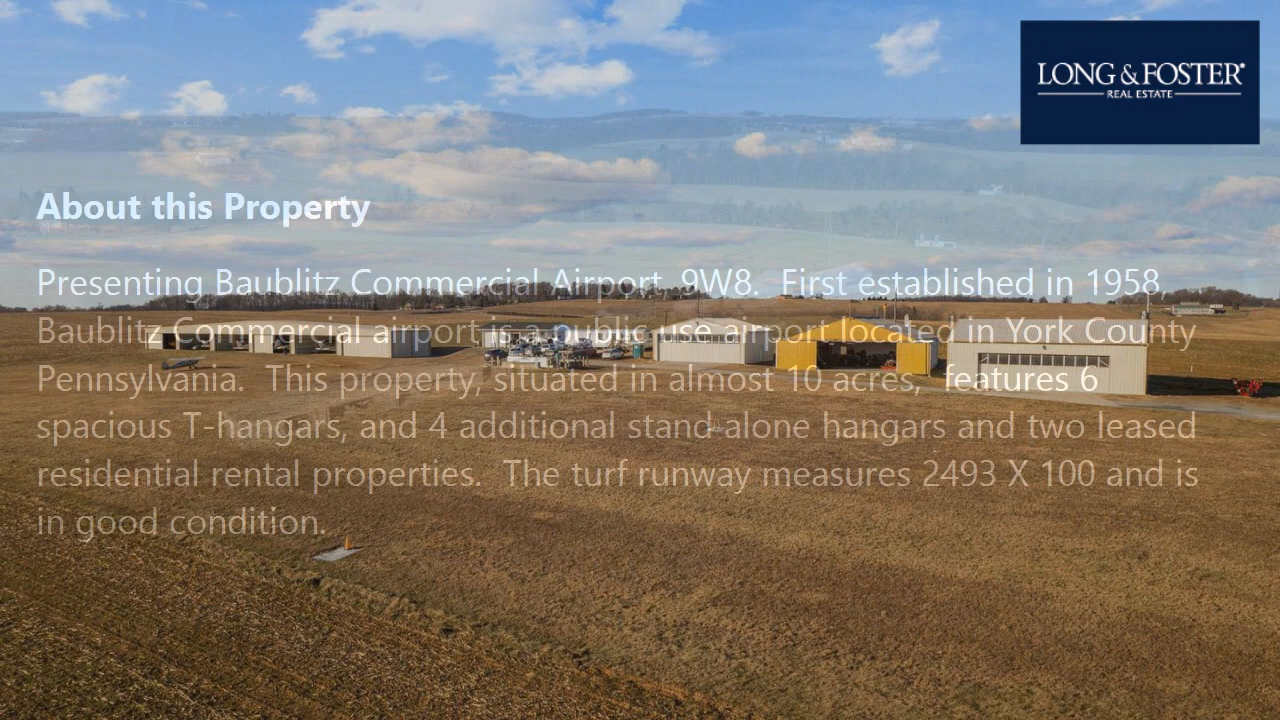 LONG & FOSTER
REAL ESTATE
About this Property
Presenting Baublitz Commercial Airport, 9W8. First established in 1958
Baublitz Commercial Airport is a public use airport located in York County
Pennsylvania. This property, situated in almost 10 acres, features 6
spacious T-hangars, and 4 additional stand-alone hangars and two leased
residential rental properties. The turf runway measures 2493 X 100 and is
in good condition.